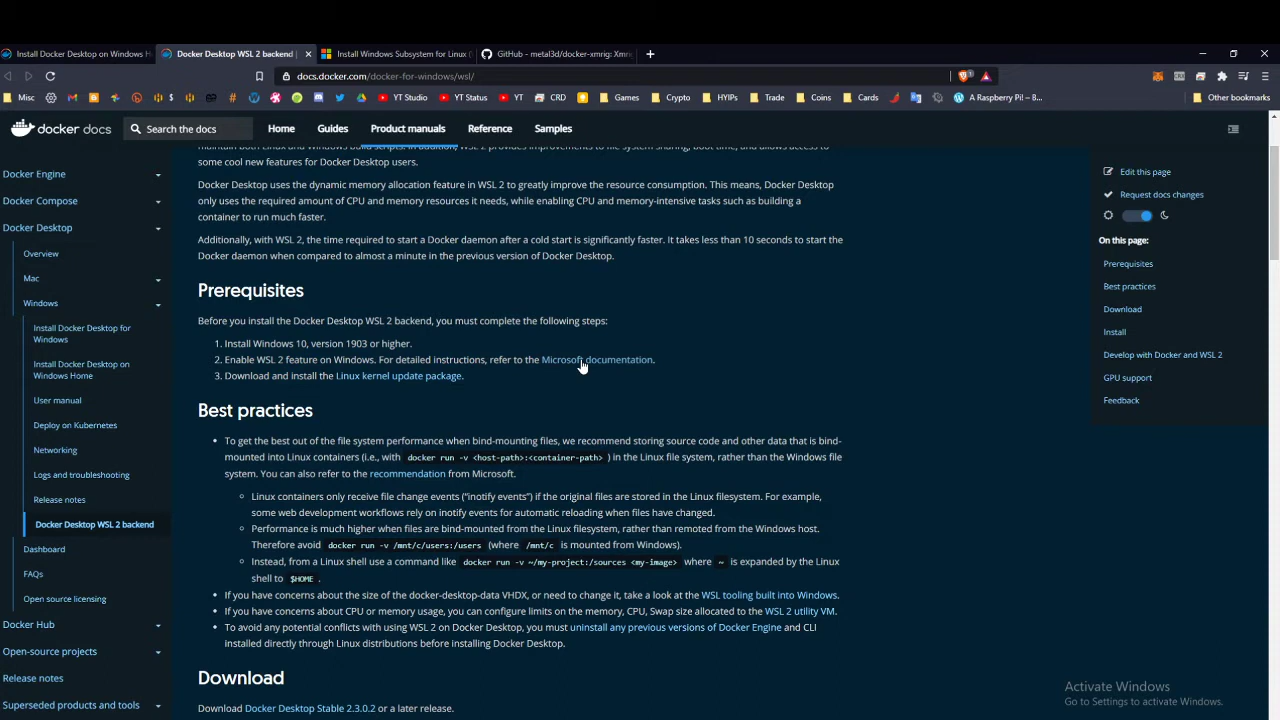 Install Docker Desktop on Windows H
Docker Desktop WSL 2 backend
Install Windows Subsystem for Linux (
GitHub - metal3d/docker-xmrig: Xmr
docs.docker.com/docker-for-windows/wsl/
Misc
$
YT Studio
YT Status
YT
CRD
Games
Crypto
HYIPs
Trade
Coins
Cards
A Raspberry Pi! – B...
Other bookmarks
docker docs
Search the docs
Home
Guides
Product manuals
Reference
Samples
Docker Engine
Docker Compose
Docker Desktop
Overview
Mac
Windows
Install Docker Desktop for
Windows
Install Docker Desktop on
Windows Home
User manual
Deploy on Kubernetes
Networking
Logs and troubleshooting
Release notes
Docker Desktop WSL 2 backend
Dashboard
FAQs
Open source licensing
Docker Hub
Open-source projects
Release notes
Superseded products and tools
maintain both Linux and Windows build scripts. In addition, WSL 2 provides improvements to file system sharing, boot time, and allows access to
some cool new features for Docker Desktop users.
Docker Desktop uses the dynamic memory allocation feature in WSL 2 to greatly improve the resource consumption. This means, Docker Desktop
only uses the required amount of CPU and memory resources it needs, while enabling CPU and memory-intensive tasks such as building a
container to run much faster.
Additionally, with WSL 2, the time required to start a Docker daemon after a cold start is significantly faster. It takes less than 10 seconds to start the
Docker daemon when compared to almost a minute in the previous version of Docker Desktop.
Prerequisites
Before you install the Docker Desktop WSL 2 backend, you must complete the following steps:
1. Install Windows 10, version 1903 or higher.
2. Enable WSL 2 feature on Windows. For detailed instructions, refer to the Microsoft documentation.
3. Download and install the Linux kernel update package.
Best practices
• To get the best out of the file system performance when bind-mounting files, we recommend storing source code and other data that is bind-
mounted into Linux containers (i.e., with docker run -v <host-path>:<container-path> ) in the Linux file system, rather than the Windows file
system. You can also refer to the recommendation from Microsoft.
Linux containers only receive file change events (“inotify events”) if the original files are stored in the Linux filesystem. For example,
some web development workflows rely on inotify events for automatic reloading when files have changed.
Performance is much higher when files are bind-mounted from the Linux filesystem, rather than remoted from the Windows host.
Therefore avoid docker run -v /mnt/c/users:/users (where /mnt/c is mounted from Windows).
Instead, from a Linux shell use a command like docker run -v ~/my-project:/sources <my-image> where ~ is expanded by the Linux
shell to $HOME .
• If you have concerns about the size of the docker-desktop-data VHDX, or need to change it, take a look at the WSL tooling built into Windows.
• If you have concerns about CPU or memory usage, you can configure limits on the memory, CPU, Swap size allocated to the WSL 2 utility VM.
• To avoid any potential conflicts with using WSL 2 on Docker Desktop, you must uninstall any previous versions of Docker Engine and CLI
installed directly through Linux distributions before installing Docker Desktop.
Download
Download Docker Desktop Stable 2.3.0.2 or a later release.
Edit this page
Request docs changes
On this page:
Prerequisites
Best practices
Download
Install
Develop with Docker and WSL 2
GPU support
Feedback
Activate Windows
Go to Settings to activate Windows.